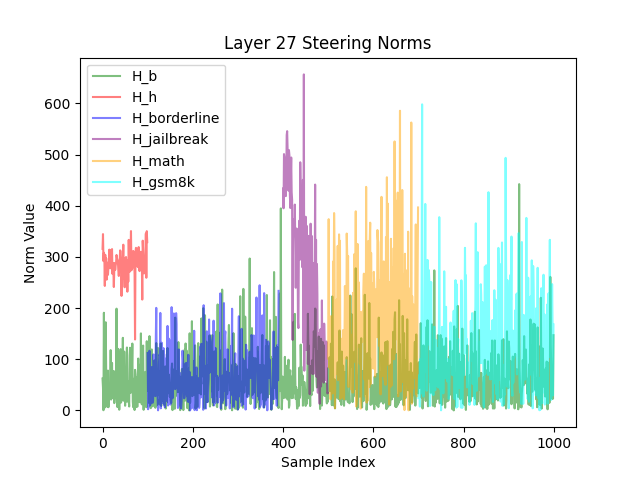 Layer 27 Steering Norms
Norm Value
600
500
400
300
200
100
0
H_b
H_h
H_borderline
H_jailbreak
H_math
H_gsm8k
0 200 400 600 800 1000
Sample Index